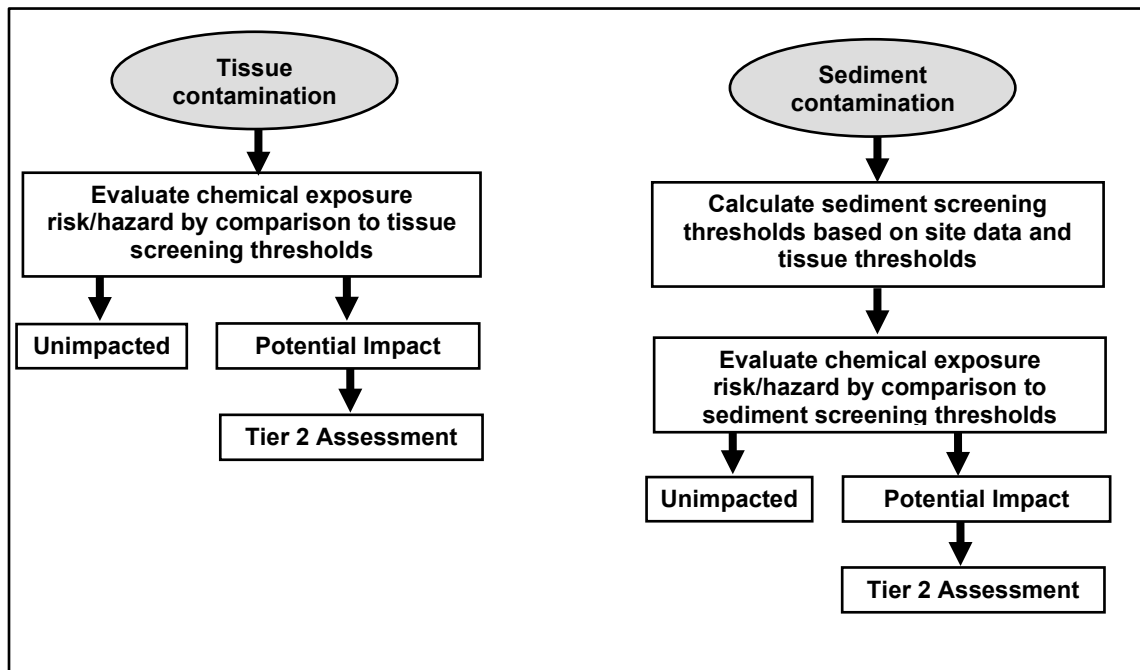 Tissue
contamination
Evaluate chemical exposure
risk/hazard by comparison to tissue
screening thresholds
Unimpacted
Potential Impact
Tier 2 Assessment
Sediment
contamination
Calculate sediment screening
thresholds based on site data and
tissue thresholds
Evaluate chemical exposure
risk/hazard by comparison to
sediment screening thresholds
Unimpacted
Potential Impact
Tier 2 Assessment